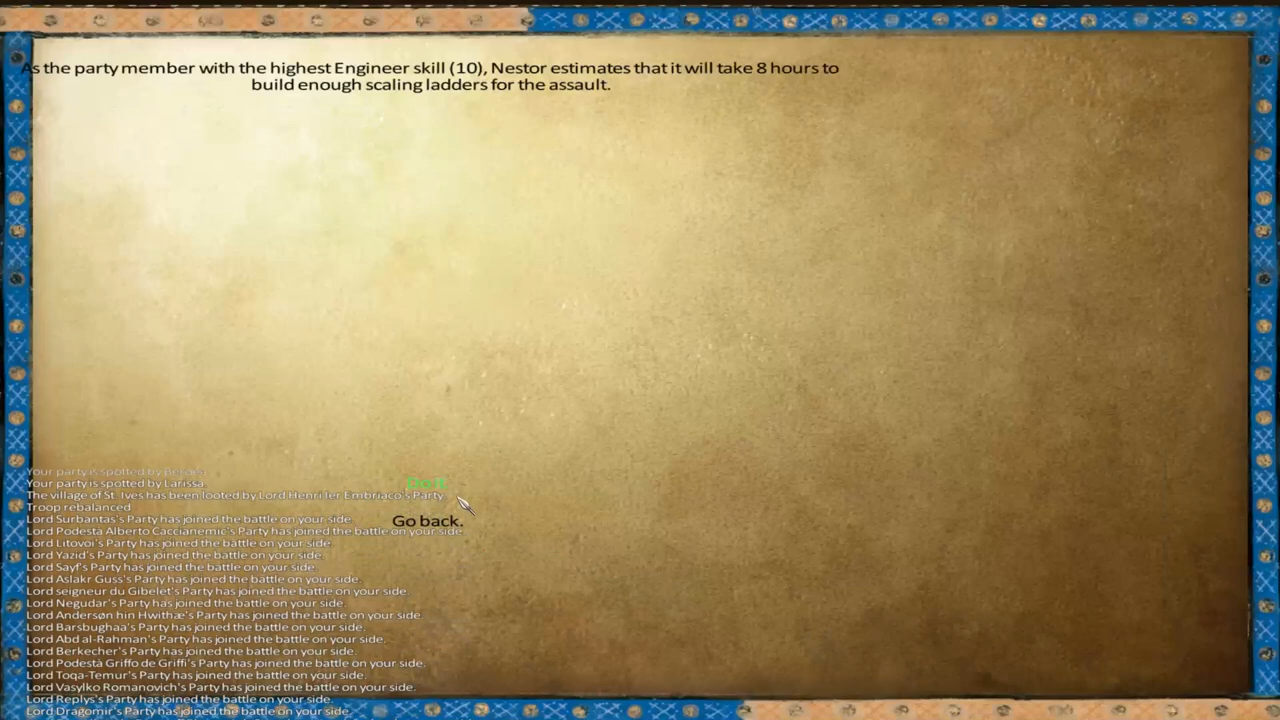 As the party member with the highest Engineer skill (10), Nestor estimates that it will take 8 hours to
build enough scaling ladders for the assault.
Your party is spotted by
Your party is spotted by Larissa.
Do it.
The village of St. Ives has been looted by Lord Henri Ier Embriaco's Party.
Troop rebalanced
Lord Surbantas's Party has joined the battle on your side.
Go back.
Lord Podestà Alberto Caccianemic's Party has joined the battle on your side.
Lord Litovoi's Party has joined the battle on your side.
Lord Yazid's Party has joined the battle on your side.
Lord Sayf's Party has joined the battle on your side.
Lord Aslakr Guss's Party has joined the battle on your side.
Lord seigneur du Gibelet's Party has joined the battle on your side.
Lord Negudar's Party has joined the battle on your side.
Lord Andersøn hin Hwithæ's Party has joined the battle on your side.
Lord Barsbughaa's Party has joined the battle on your side.
Lord Abd al-Rahman's Party has joined the battle on your side.
Lord Berkecher's Party has joined the battle on your side.
Lord Podestà Griffo de Griffi's Party has joined the battle on your side.
Lord Toqa-Temur's Party has joined the battle on your side.
Lord Vasylko Romanovich's Party has joined the battle on your side.
Lord Replys's Party has joined the battle on your side.
Lord Dragomir's Party has joined the battle on your side.